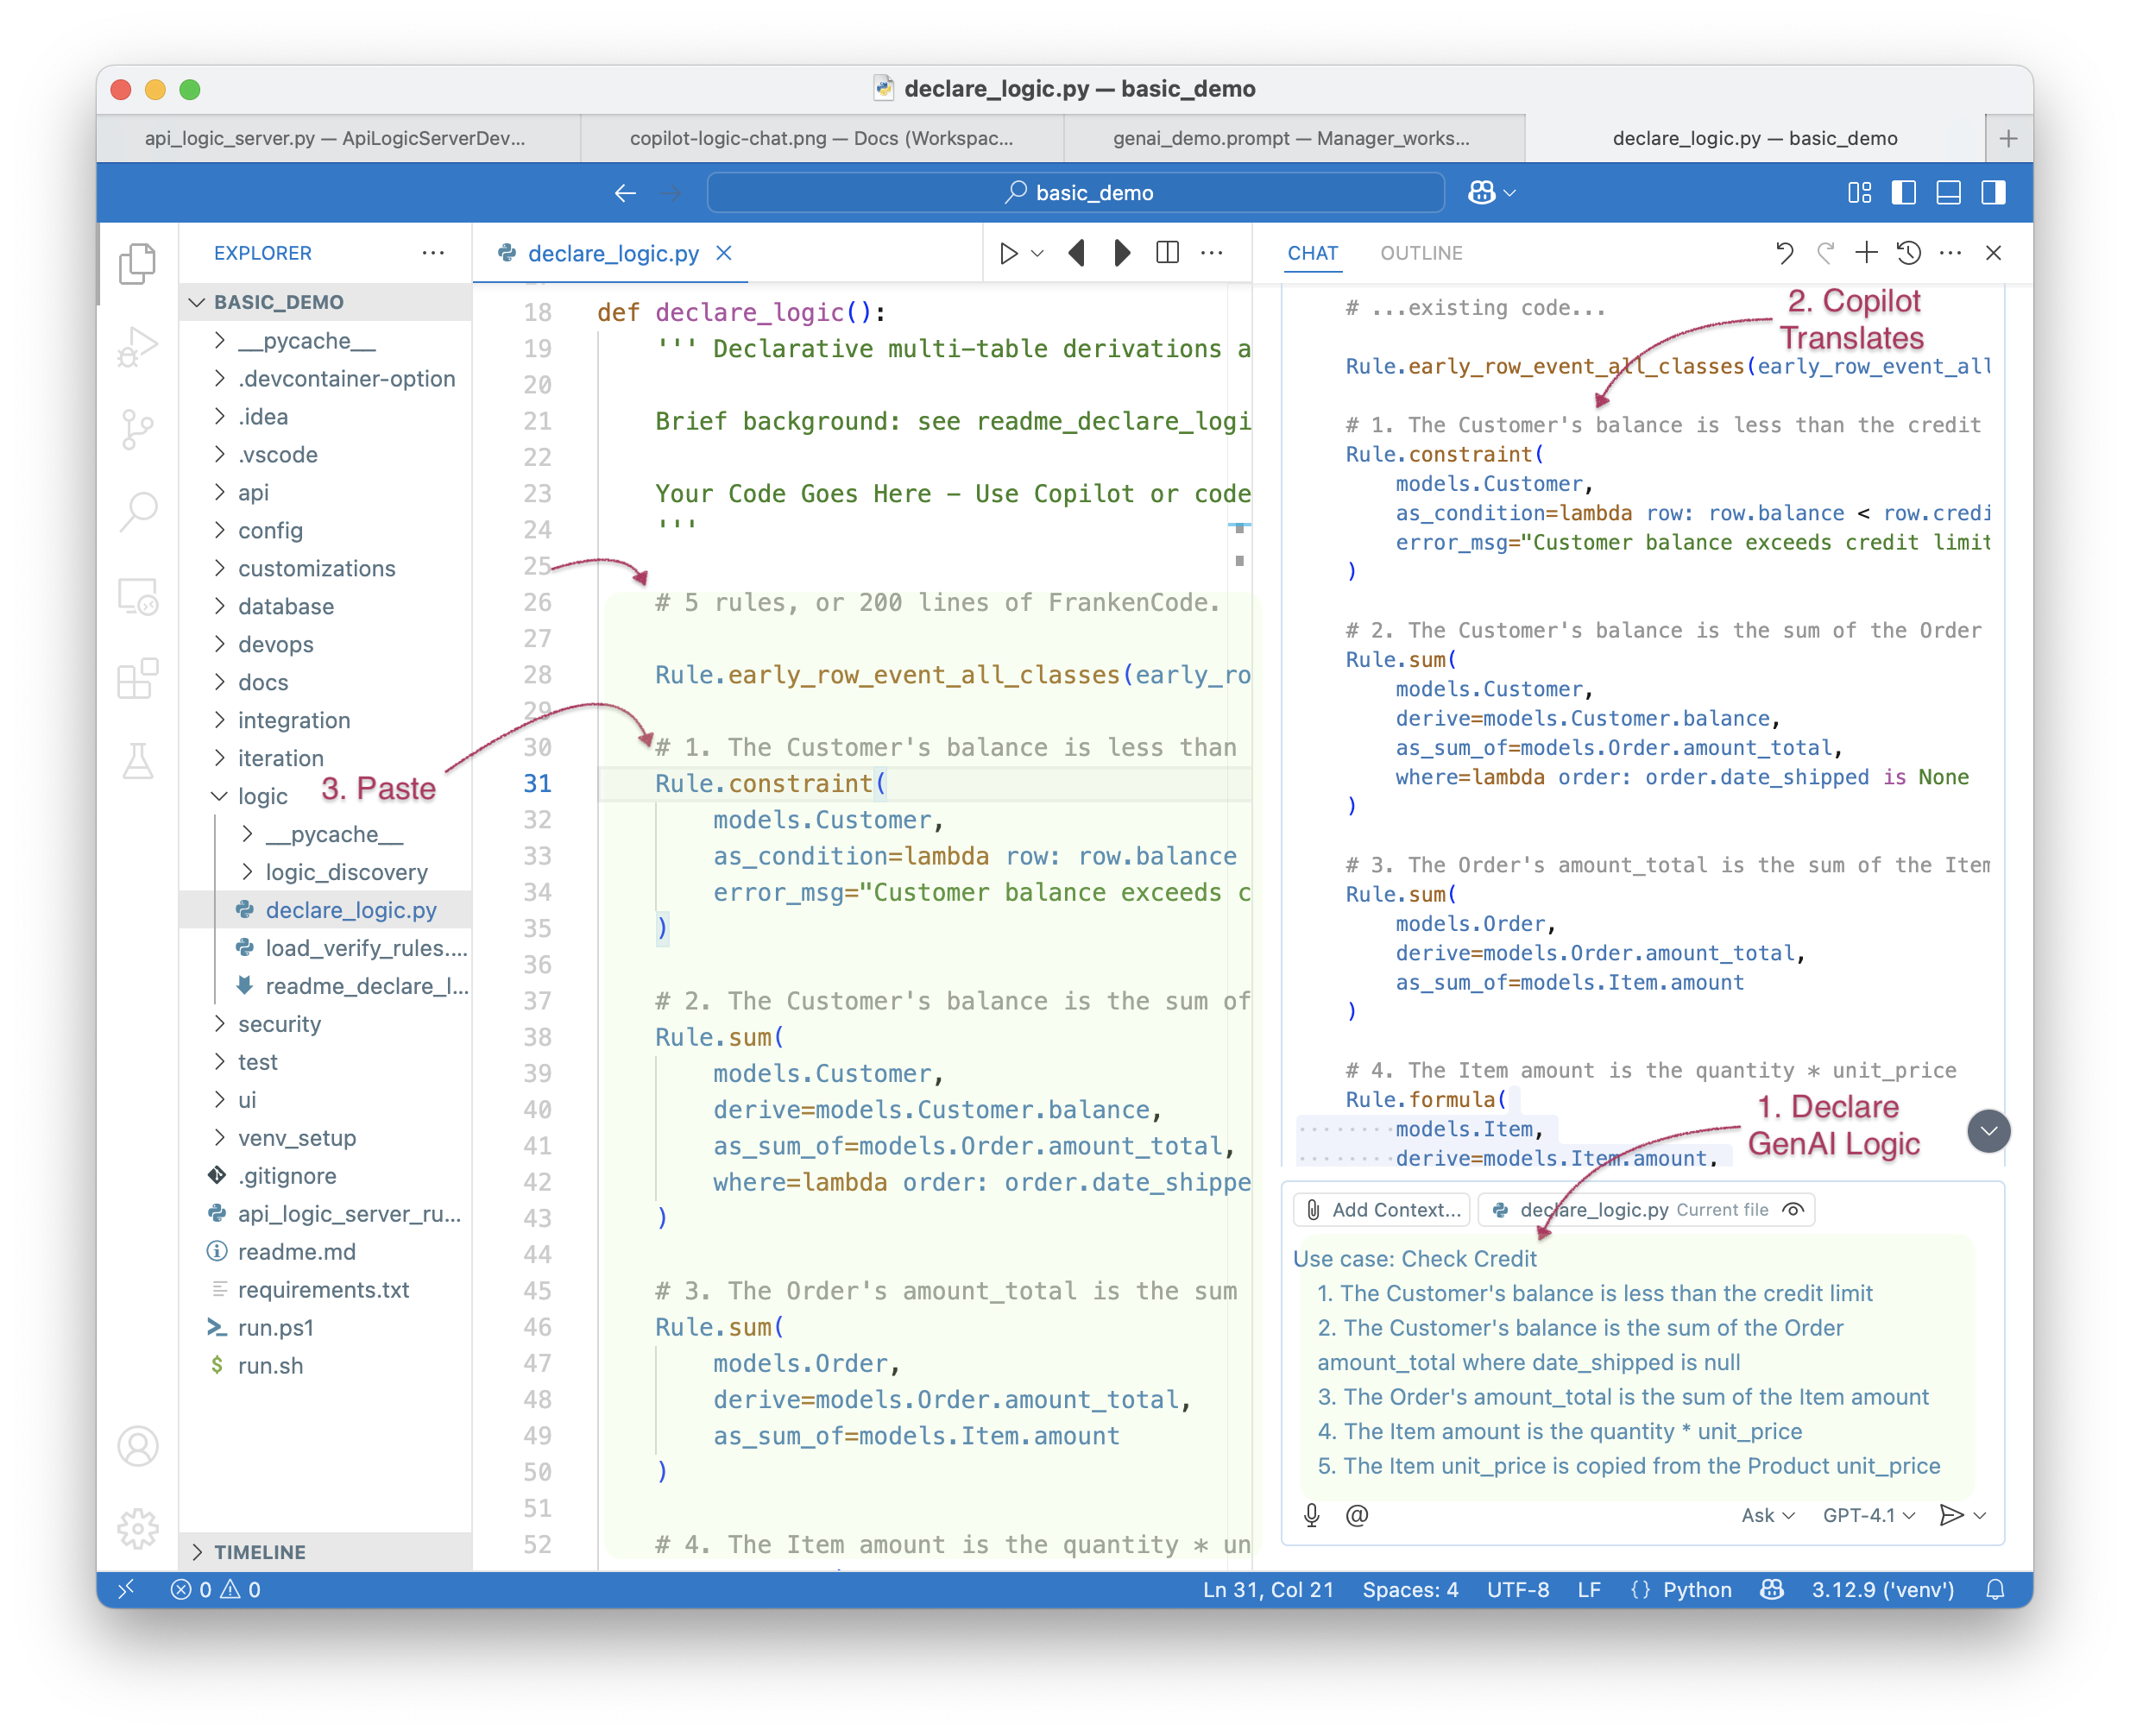 declare_logic.py — basic_demo
api_logic_server.py — ApiLogicServerDev...
copilot-logic-chat.png — Docs (Workspac...
genai_demo.prompt — Manager_works...
declare_logic.py — basic_demo
basic_demo
EXPLORER
BASIC_DEMO
__pycache__
.devcontainer-option
.idea
.vscode
api
config
customizations
database
devops
docs
integration
iteration
logic
__pycache__
logic_discovery
declare_logic.py
load_verify_rules....
readme_declare_l...
security
test
ui
venv_setup
.gitignore
api_logic_server_ru...
readme.md
requirements.txt
run.ps1
run.sh
TIMELINE
3. Paste
declare_logic.py
18 def declare_logic():
19 ''' Declarative multi-table derivations a
20
21 Brief background: see readme_declare_logi
22
23 Your Code Goes Here - Use Copilot or code
24 '''
25
26 # 5 rules, or 200 lines of FrankenCode.
27
28 Rule.early_row_event_all_classes(early_ro
29
30 # 1. The Customer's balance is less than
31 Rule.constraint(
32 models.Customer,
33 as_condition=lambda row: row.balance
34 error_msg="Customer balance exceeds c
35 )
36
37 # 2. The Customer's balance is the sum of
38 Rule.sum(
39 models.Customer,
40 derive=models.Customer.balance,
41 as_sum_of=models.Order.amount_total,
42 where=lambda order: order.date_shippe
43 )
44
45 # 3. The Order's amount_total is the sum
46 Rule.sum(
47 models.Order,
48 derive=models.Order.amount_total,
49 as_sum_of=models.Item.amount
50 )
51
52 # 4. The Item amount is the quantity * un
CHAT
OUTLINE
2. Copilot
Translates
# ...existing code...
Rule.early_row_event_all_classes(early_row_event_all
# 1. The Customer's balance is less than the credit
Rule.constraint(
models.Customer,
as_condition=lambda row: row.balance < row.credi
error_msg="Customer balance exceeds credit limit
)
# 2. The Customer's balance is the sum of the Order
Rule.sum(
models.Customer,
derive=models.Customer.balance,
as_sum_of=models.Order.amount_total,
where=lambda order: order.date_shipped is None
)
# 3. The Order's amount_total is the sum of the Item
Rule.sum(
models.Order,
derive=models.Order.amount_total,
as_sum_of=models.Item.amount
)
# 4. The Item amount is the quantity * unit_price
Rule.formula(
models.Item,
derive=models.Item.amount,
1. Declare
GenAI Logic
Add Context...
declare_logic.py Current file
Use case: Check Credit
1. The Customer's balance is less than the credit limit
2. The Customer's balance is the sum of the Order
amount_total where date_shipped is null
3. The Order's amount_total is the sum of the Item amount
4. The Item amount is the quantity * unit_price
5. The Item unit_price is copied from the Product unit_price
@ Ask GPT-4.1
0 0 Ln 31, Col 21 Spaces: 4 UTF-8 LF {} Python 3.12.9 ('venv')